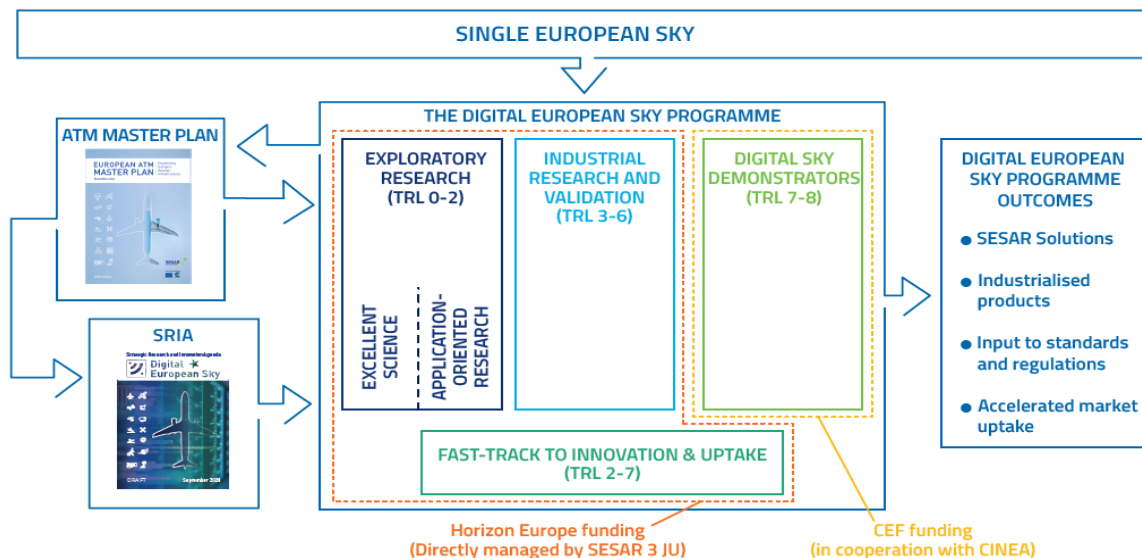 SINGLE EUROPEAN SKY
THE DIGITAL EUROPEAN SKY PROGRAMME
ATM MASTER PLAN
EUROPEAN ATM
MASTER PLAN
SESAR
EXPLORATORY
RESEARCH
(TRL 0-2)
EXCELLENT
SCIENCE
APPLICATION-
ORIENTED
RESEARCH
INDUSTRIAL
RESEARCH AND
VALIDATION
(TRL 3-6)
DIGITAL SKY
DEMONSTRATORS
(TRL 7-8)
FAST-TRACK TO INNOVATION & UPTAKE
(TRL 2-7)
SRIA
Strategic Research and Innovation Agenda
Digital
European Sky
DRAFT
September 2020
DIGITAL EUROPEAN
SKY PROGRAMME
OUTCOMES
● SESAR Solutions
● Industrialised
products
● Input to standards
and regulations
● Accelerated market
uptake
Horizon Europe funding
(Directly managed by SESAR 3 JU)
CEF funding
(in cooperation with CINEA)